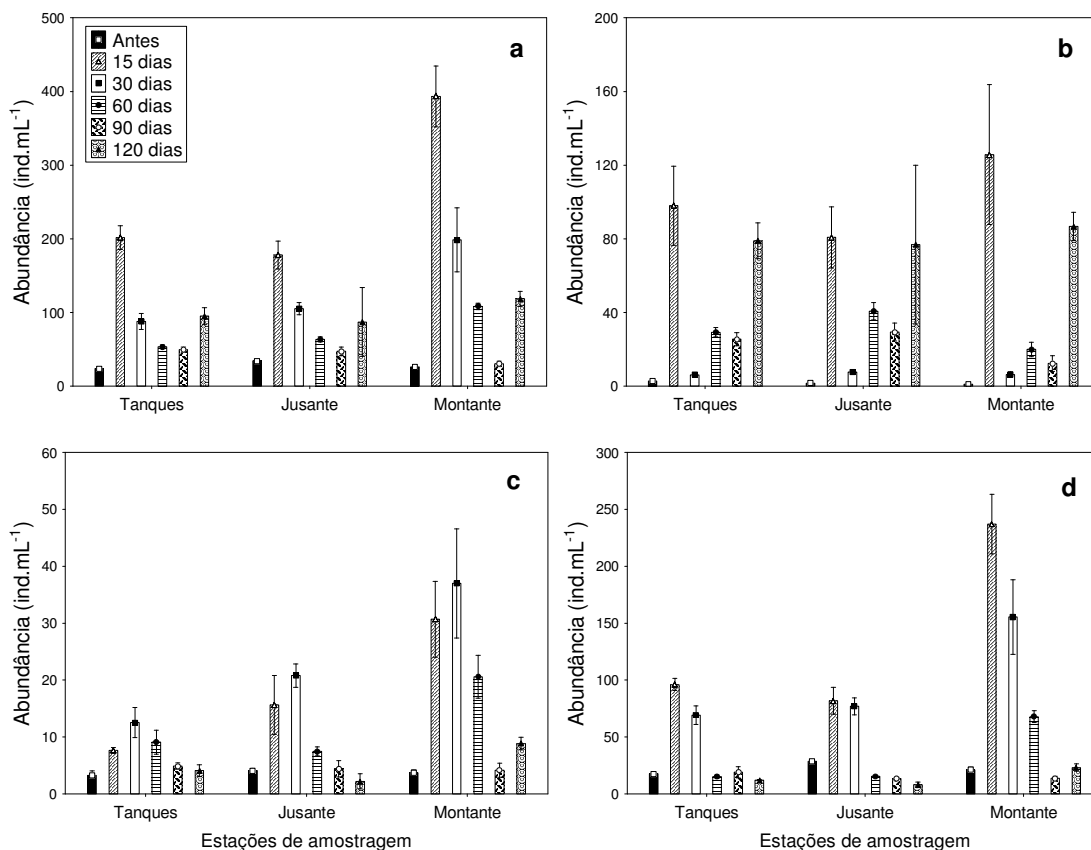 a
500
400
300
200
100
0
Abundância (ind.mL-1)
Antes
15 dias
30 dias
60 dias
90 dias
120 dias
Tanques Jusante Montante
b
200
160
120
80
40
0
Abundância (ind.mL-1)
Tanques Jusante Montante
c
60
50
40
30
20
10
0
Abundância (ind.mL-1)
Tanques Jusante Montante
Estações de amostragem
d
300
250
200
150
100
50
0
Abundância (ind.mL-1)
Tanques Jusante Montante
Estações de amostragem